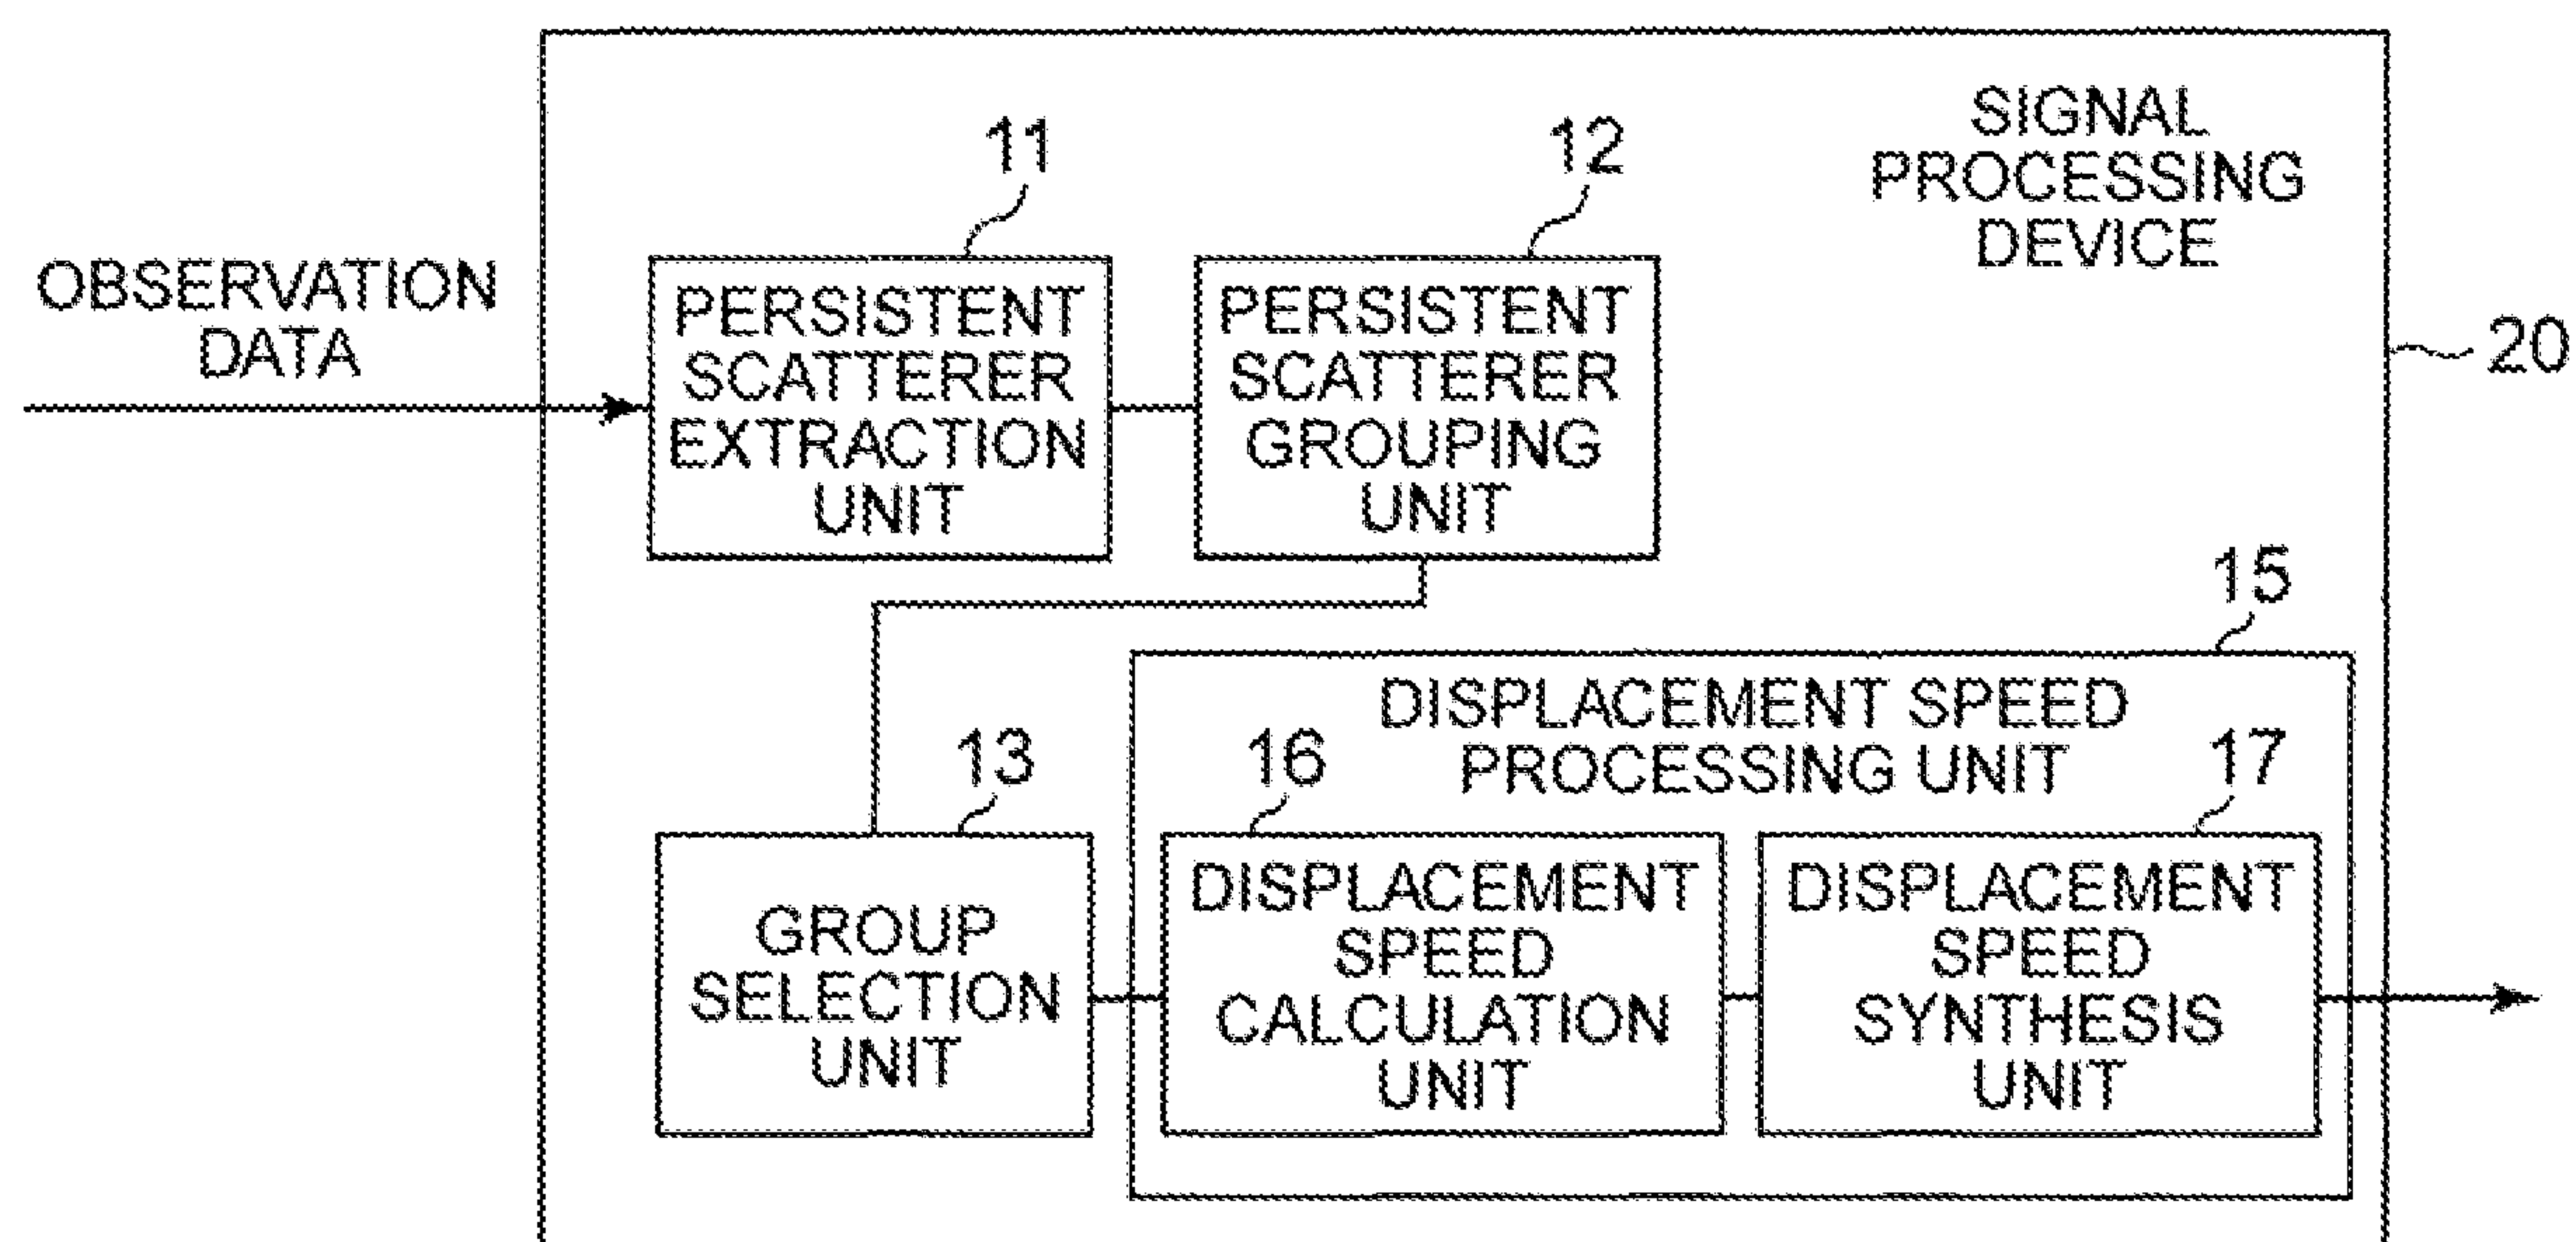 SIGNAL
PROCESSING
DEVICE
20
OBSERVATION
DATA
11
PERSISTENT
SCATTERER
EXTRACTION
UNIT
12
PERSISTENT
SCATTERER
GROUPING
UNIT
15
DISPLACEMENT SPEED
PROCESSING UNIT
13
GROUP
SELECTION
UNIT
16
DISPLACEMENT
SPEED
CALCULATION
UNIT
17
DISPLACEMENT
SPEED
SYNTHESIS
UNIT